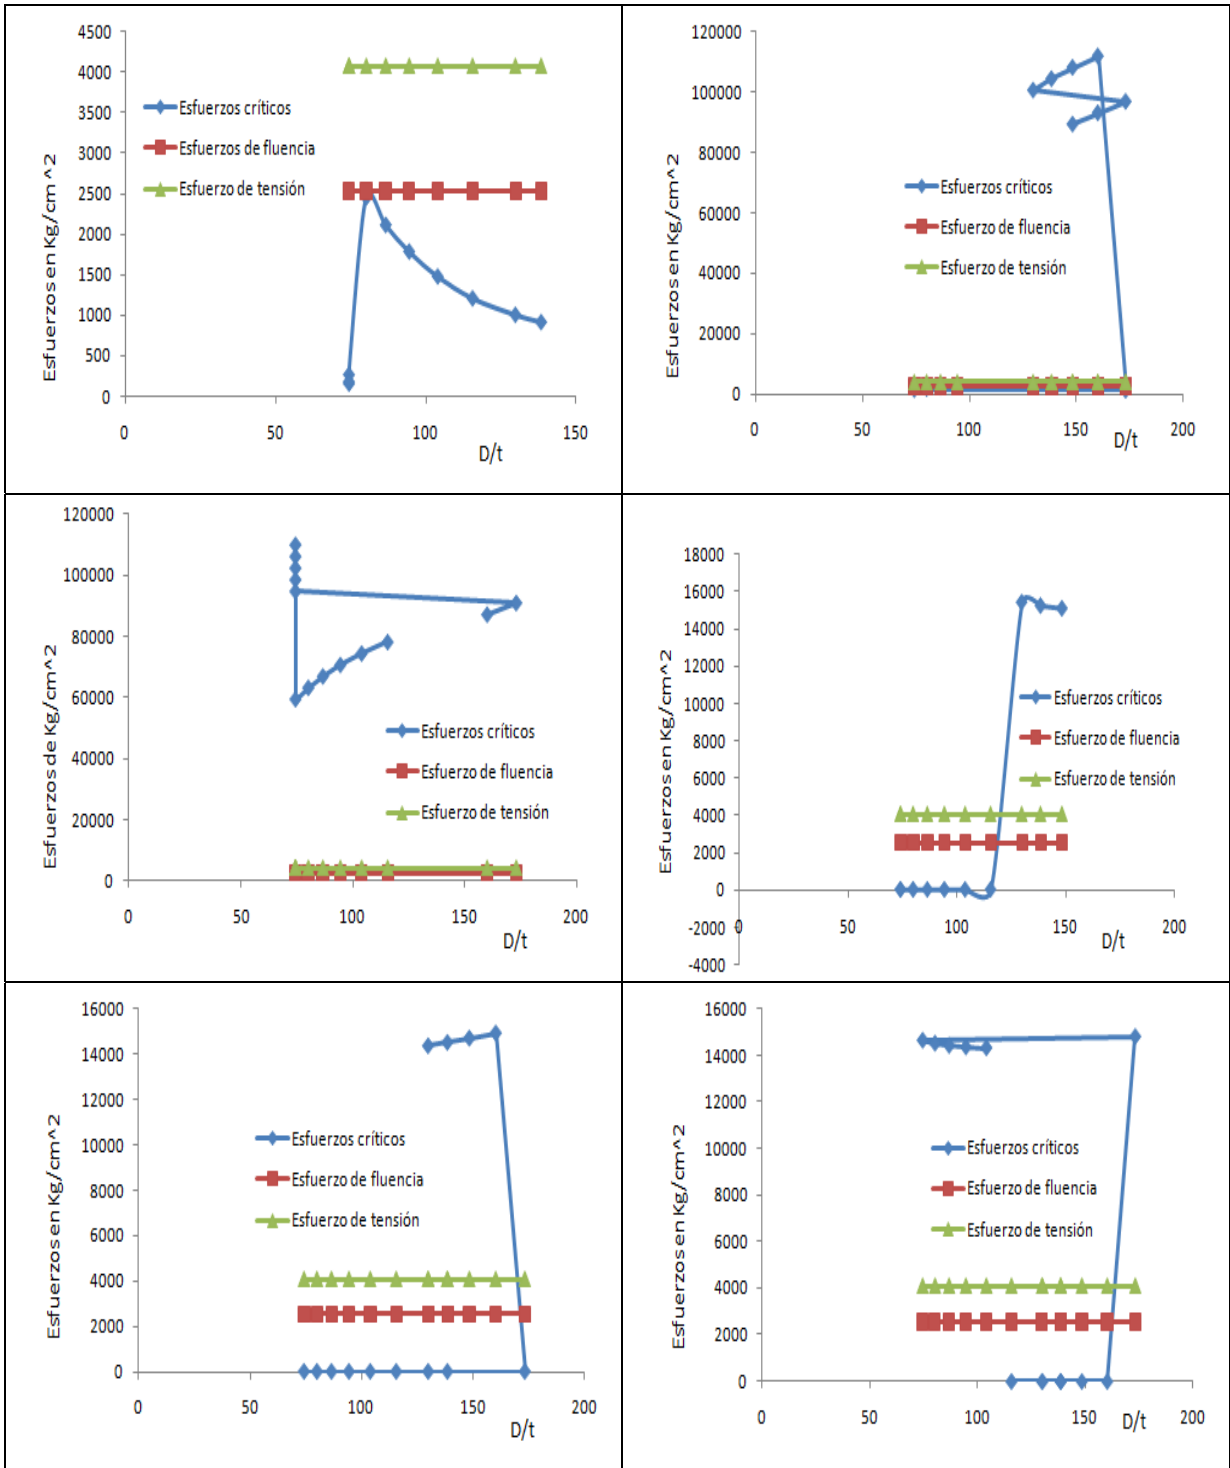 4500
4000
3500
3000
2500
2000
1500
1000
500
0
0 50 100 150
D/t
Esfuerzos en Kg/cm^2
Esfuerzos críticos
Esfuerzos de fluencia
Esfuerzo de tensión
120000
100000
80000
60000
40000
20000
0
0 50 100 150 200
D/t
Esfuerzos en Kg/cm^2
Esfuerzos críticos
Esfuerzo de fluencia
Esfuerzo de tensión
120000
100000
80000
60000
40000
20000
0
0 50 100 150 200
D/t
Esfuerzos de Kg/cm^2
Esfuerzos críticos
Esfuerzo de fluencia
Esfuerzo de tensión
18000
16000
14000
12000
10000
8000
6000
4000
2000
0
-2000
-4000
0 50 100 150 200
D/t
Esfuerzos en Kg/cm^2
Esfuerzos críticos
Esfuerzo de fluencia
Esfuerzo de tensión
16000
14000
12000
10000
8000
6000
4000
2000
0
0 50 100 150 200
D/t
Esfuerzos en Kg/cm^2
Esfuerzos críticos
Esfuerzo de fluencia
Esfuerzo de tensión
16000
14000
12000
10000
8000
6000
4000
2000
0
0 50 100 150 200
D/t
Esfuerzos en Kg/cm^2
Esfuerzos críticos
Esfuerzo de fluencia
Esfuerzo de tensión